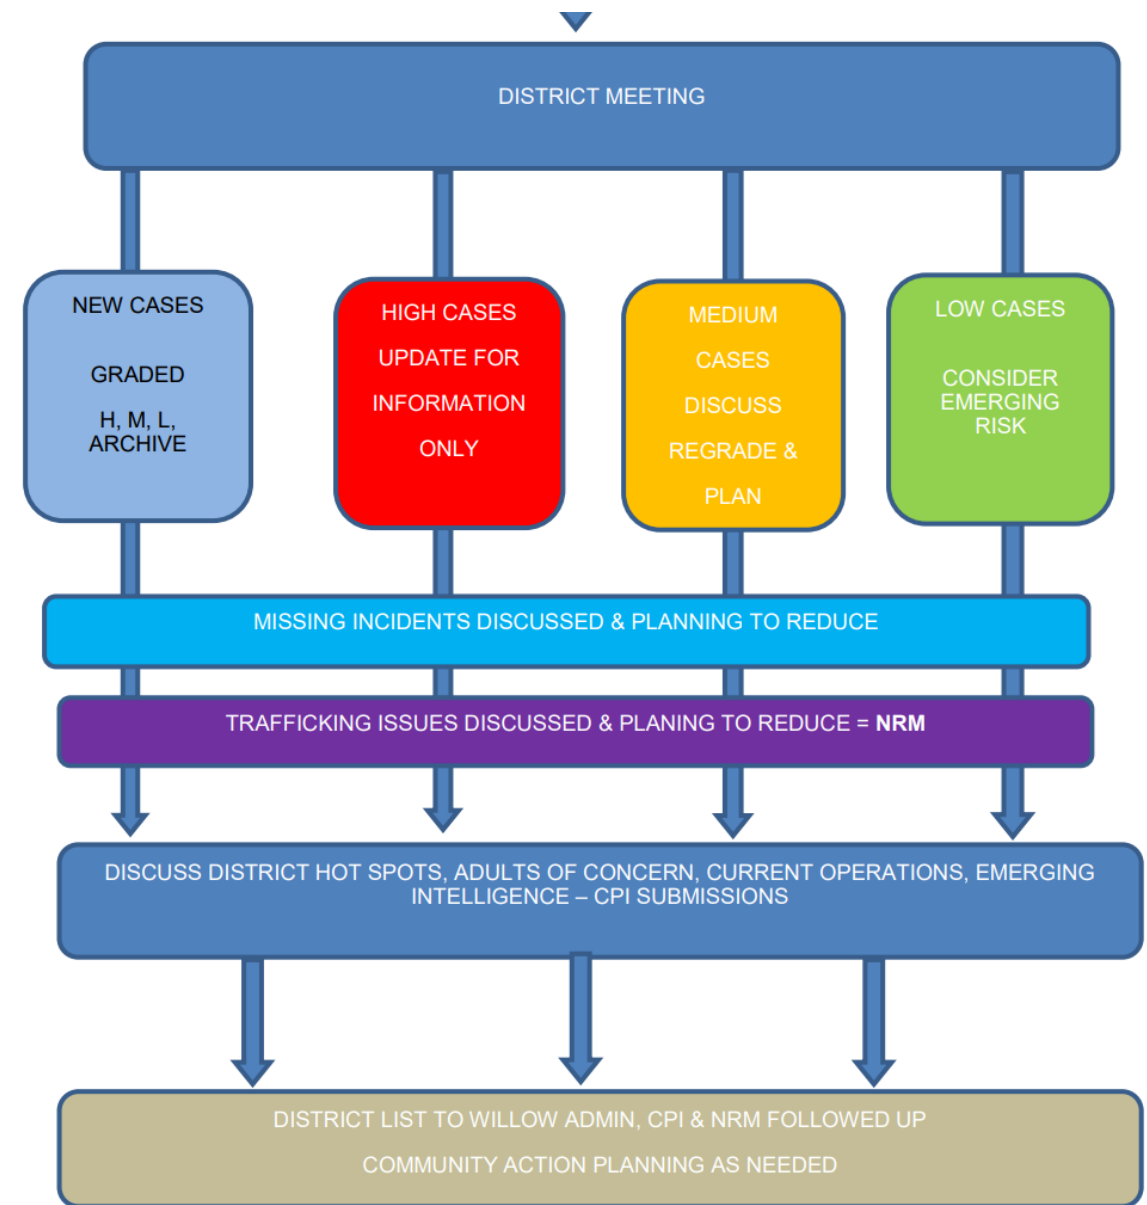 DISTRICT MEETING
NEW CASES
GRADED
H, M, L,
ARCHIVE
HIGH CASES
UPDATE FOR
INFORMATION
ONLY
MEDIUM
CASES
DISCUSS
REGRADE &
PLAN
LOW CASES
CONSIDER
EMERGING
RISK
MISSING INCIDENTS DISCUSSED & PLANNING TO REDUCE
TRAFFICKING ISSUES DISCUSSED & PLANING TO REDUCE = NRM
DISCUSS DISTRICT HOT SPOTS, ADULTS OF CONCERN, CURRENT OPERATIONS, EMERGING
INTELLIGENCE – CPI SUBMISSIONS
DISTRICT LIST TO WILLOW ADMIN, CPI & NRM FOLLOWED UP
COMMUNITY ACTION PLANNING AS NEEDED